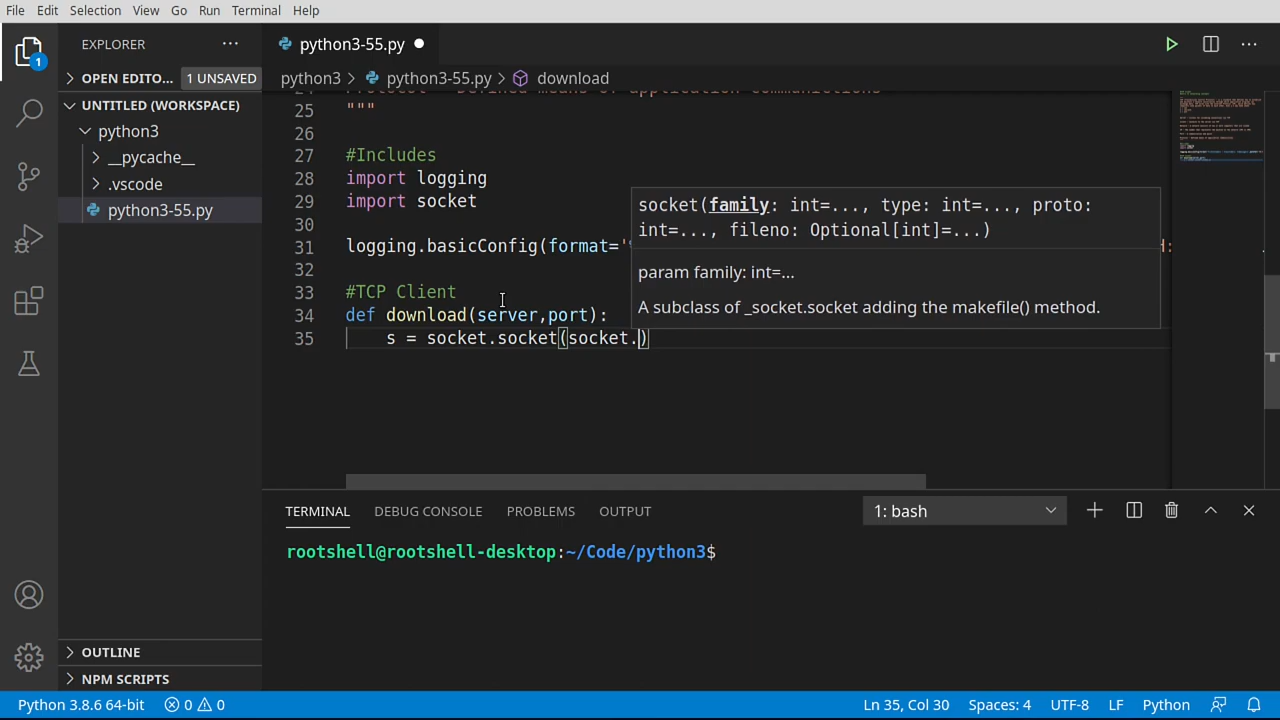 File Edit Selection View Go Run Terminal Help
EXPLORER
python3-55.py
OPEN EDITO... 1 UNSAVED
python3 python3-55.py download
UNTITLED (WORKSPACE)
python3
__pycache__
.vscode
python3-55.py
1
25 """
26
27 #Includes
28 import logging
29 import socket
30
31 logging.basicConfig(format='
32
33 #TCP Client
34 def download(server,port):
35 s = socket.socket(socket.)
socket(family: int=..., type: int=..., proto:
int=..., fileno: Optional[int]=...)
param family: int=...
A subclass of _socket.socket adding the makefile() method.
TERMINAL DEBUG CONSOLE PROBLEMS OUTPUT 1: bash
rootshell@rootshell-desktop:~/Code/python3$
OUTLINE
NPM SCRIPTS
Python 3.8.6 64-bit 0 0 Ln 35, Col 30 Spaces: 4 UTF-8 LF Python